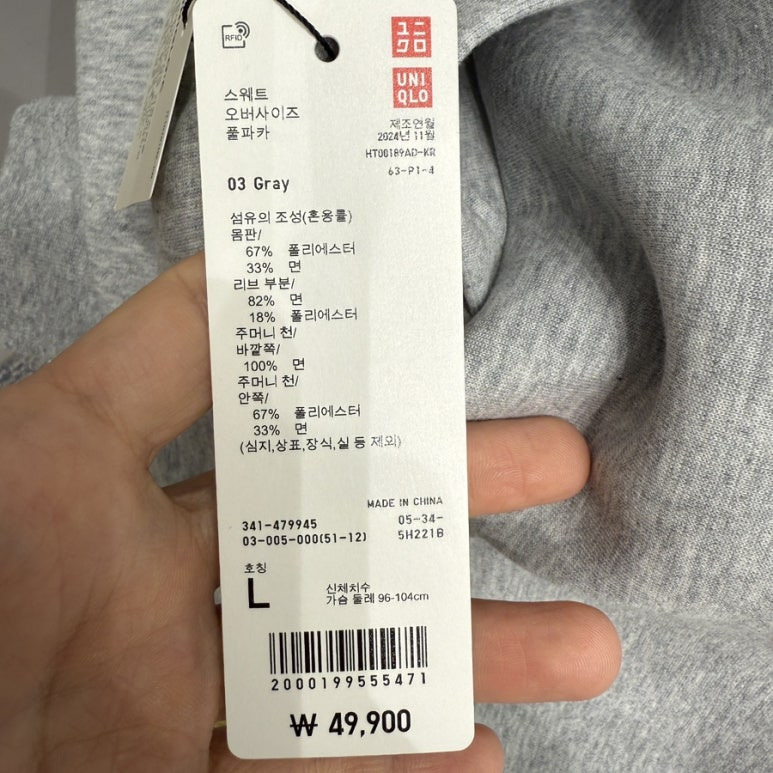 RFID
ユニ
クロ
UNI
QLO
스웨트
오버사이즈
풀파카
제조연월
2024년 11월
HT00189AD-KR
63-P1-4
03 Gray
섬유의 조성(혼용률)
몸판/
67% 폴리에스터
33% 면
리브 부분/
82% 면
18% 폴리에스터
주머니 천/
바깥쪽/
100% 면
주머니 천/
안쪽/
67% 폴리에스터
33% 면
(심지,상표,장식,실 등 제외)
MADE IN CHINA
341-479945 05-34-
03-005-000(51-12) 5H221B
호칭
L
신체치수
가슴 둘레 96-104cm
2000199555471
₩ 49,900